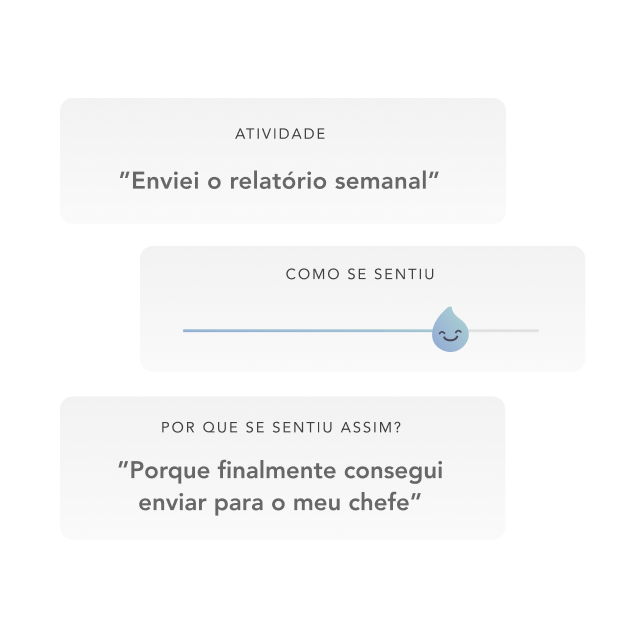 ATIVIDADE
”Enviei o relatório semanal”
COMO SE SENTIU
POR QUE SE SENTIU ASSIM?
”Porque finalmente consegui
enviar para o meu chefe”